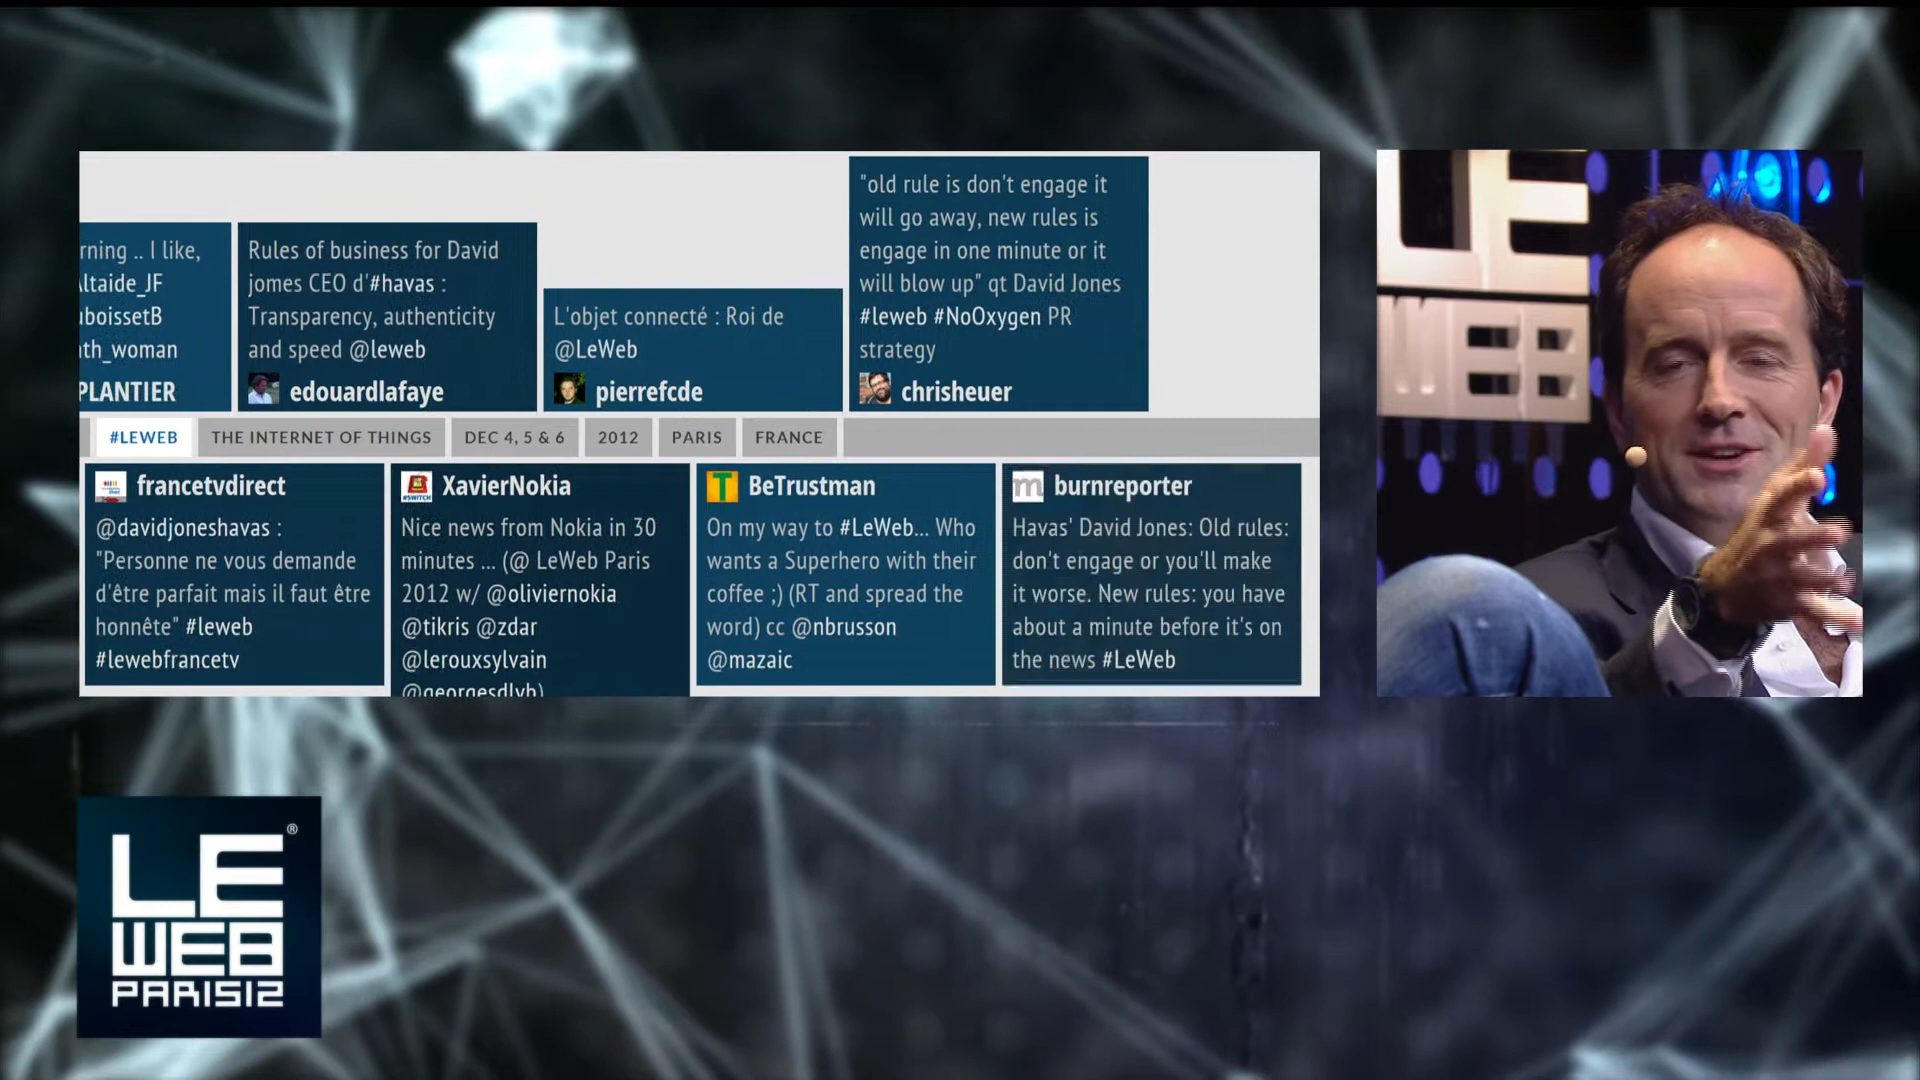 rning .. I like,
ltaide_JF
uboissetB
th_woman
PLANTIER
Rules of business for David
jomes CEO d'#havas :
Transparency, authenticity
and speed @leweb
edouardlafaye
L'objet connecté : Roi de
@LeWeb
pierrefcde
"old rule is don't engage it
will go away, new rules is
engage in one minute or it
will blow up" qt David Jones
#leweb #NoOxygen PR
strategy
chrisheuer
#LEWEB
THE INTERNET OF THINGS
DEC 4, 5 & 6
2012
PARIS
FRANCE
francetvdirect
@davidjoneshavas :
"Personne ne vous demande
d'être parfait mais il faut être
honnête" #leweb
#lewebfrancetv
#SWITCH
XavierNokia
Nice news from Nokia in 30
minutes ... (@ LeWeb Paris
2012 w/ @oliviernokia
@tikris @zdar
@lerouxsylvain
@georgesdlyb)
T
BeTrustman
On my way to #LeWeb... Who
wants a Superhero with their
coffee ;) (RT and spread the
word) cc @nbrusson
@mazaic
m
burnreporter
Havas' David Jones: Old rules:
don't engage or you'll make
it worse. New rules: you have
about a minute before it's on
the news #LeWeb
LE
WEB
LE®
WEB
PARIS12